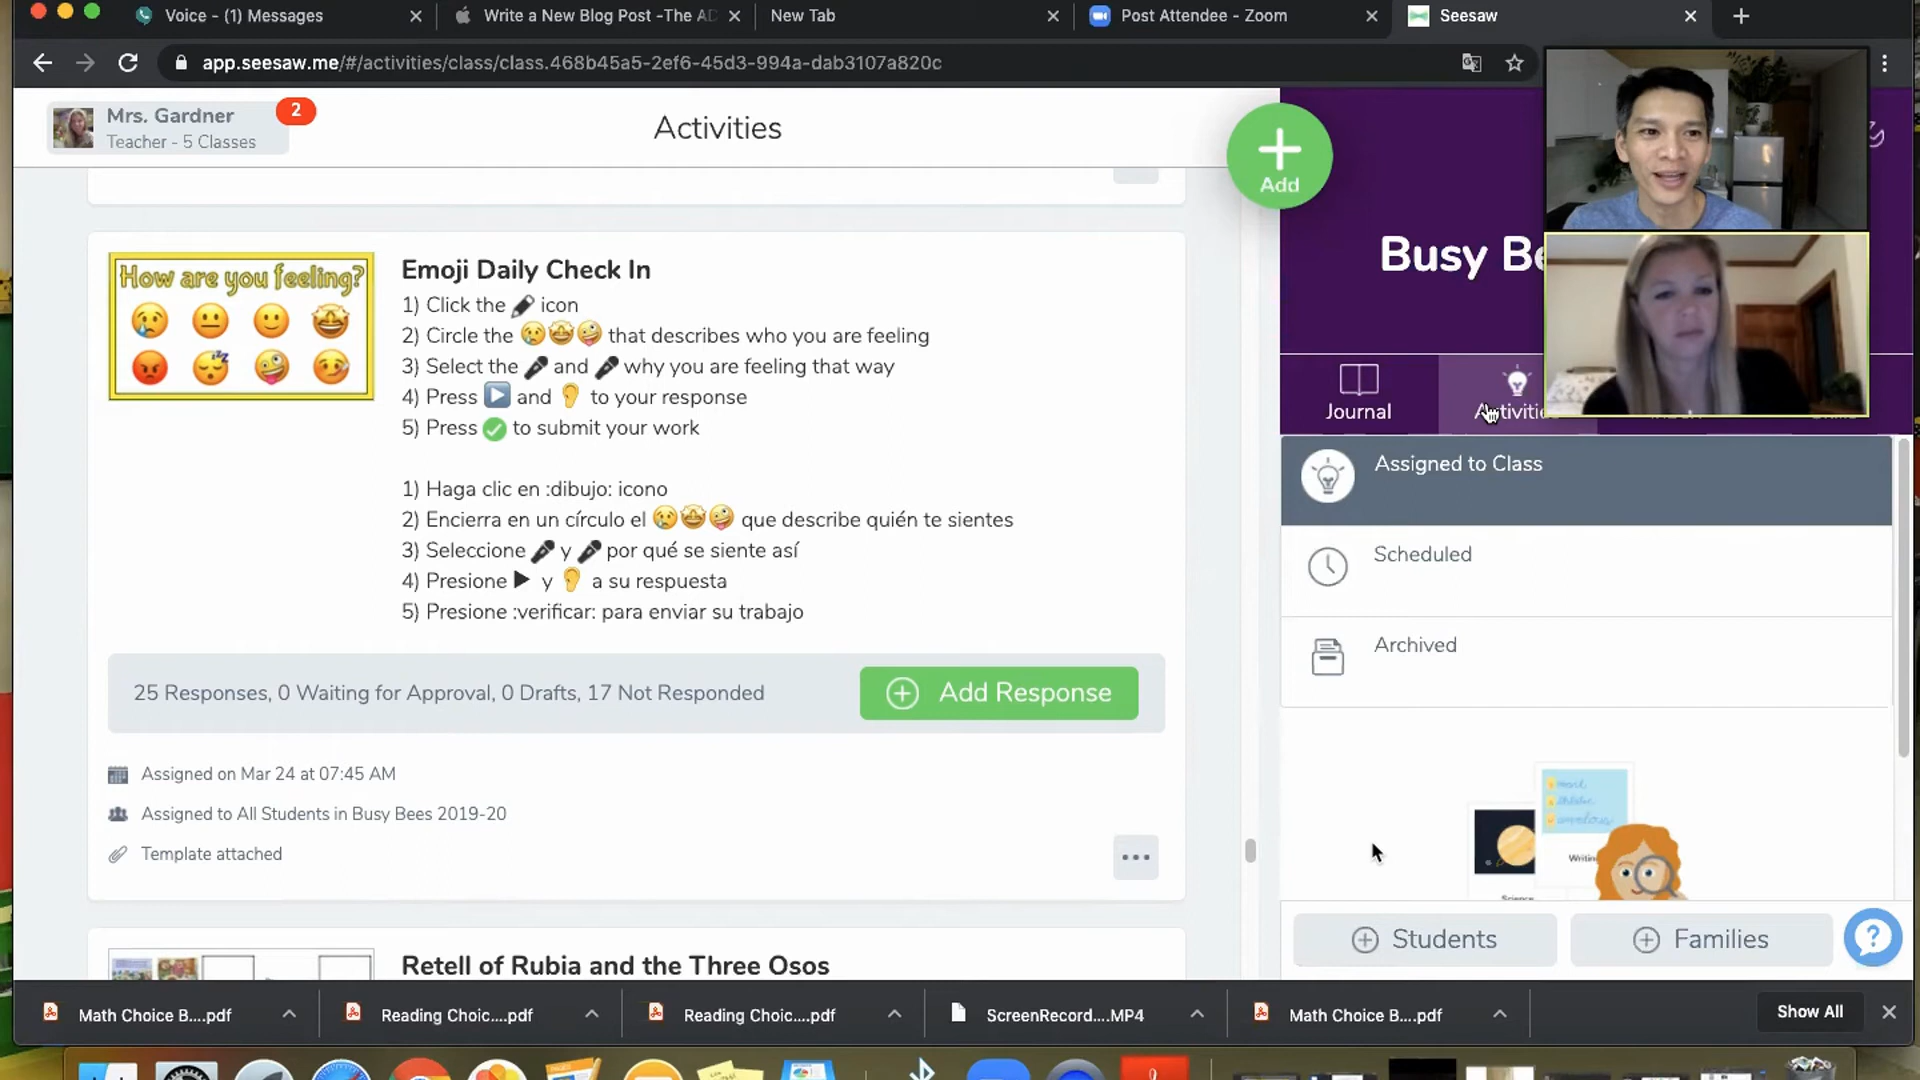 Voice - (1) Messages
Write a New Blog Post -The AD
New Tab
Post Attendee - Zoom
Seesaw
app.seesaw.me/#/activities/class/class.468b45a5-2ef6-45d3-994a-dab3107a820c
Mrs. Gardner
2
Teacher - 5 Classes
Activities
Add
Busy Be
How are you feeling?
Emoji Daily Check In
1) Click the ✏ icon
2) Circle the 😢🤩🤪 that describes who you are feeling
3) Select the 🎤 and 🎤 why you are feeling that way
4) Press ▶ and 👂 to your response
5) Press ✅ to submit your work
1) Haga clic en :dibujo: icono
2) Encierra en un círculo el 😢🤩🤪 que describe quién te sientes
3) Seleccione 🎤 y 🎤 por qué se siente así
4) Presione ▶ y 👂 a su respuesta
5) Presione :verificar: para enviar su trabajo
25 Responses, 0 Waiting for Approval, 0 Drafts, 17 Not Responded
Add Response
Assigned on Mar 24 at 07:45 AM
Assigned to All Students in Busy Bees 2019-20
Template attached
Retell of Rubia and the Three Osos
Journal
Activities
Assigned to Class
Scheduled
Archived
Science
Students
Families
Math Choice B....pdf
Reading Choic....pdf
Reading Choic....pdf
ScreenRecord....MP4
Math Choice B....pdf
Show All